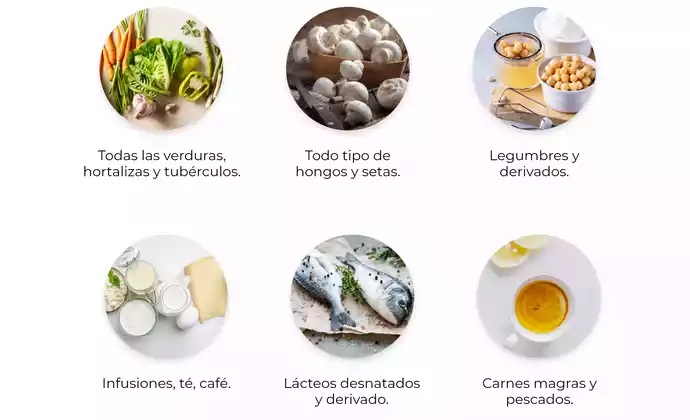 Todas las verduras,
hortalizas y tubérculos.
Todo tipo de
hongos y setas.
Legumbres y
derivados.
Infusiones, té, café.
Lácteos desnatados
y derivado.
Carnes magras y
pescados.